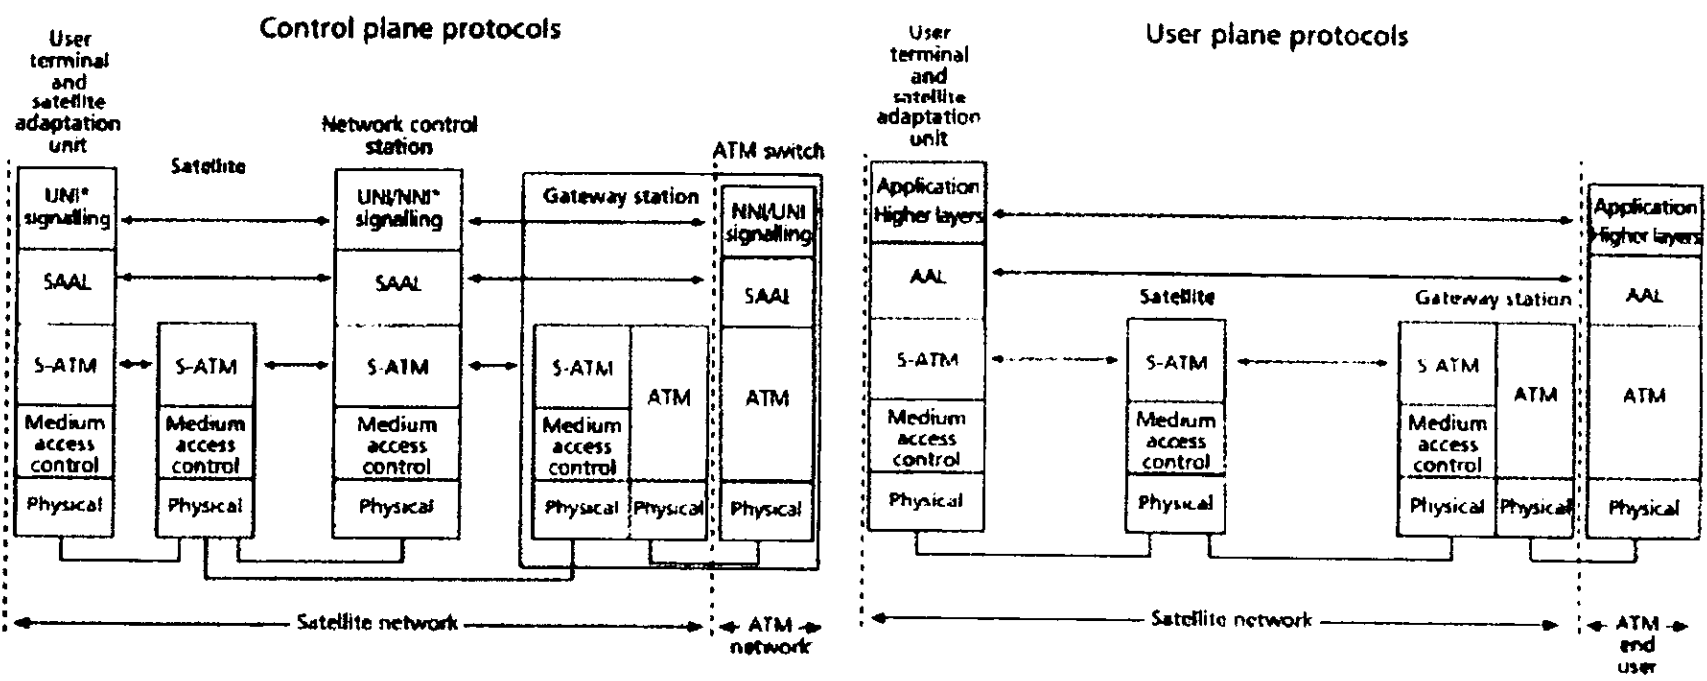 Control plane protocols
User
terminal
and
satellite
adaptation
unit
Satellite
Network control
station
ATM switch
UNI*
signalling
UNI/NNI*
signalling
Gateway station
NNI/UNI
signalling
SAAL
SAAL
SAAL
S-ATM
S-ATM
S-ATM
S-ATM
ATM
ATM
Medium
access
control
Medium
access
control
Medium
access
control
Medium
access
control
Physical
Physical
Physical
Physical
Physical
Physical
Satellite network
ATM
network
User plane protocols
User
terminal
and
satellite
adaptation
unit
Application
Higher layers
Application
Higher layers
AAL
AAL
Satellite
Gateway station
S-ATM
S-ATM
S-ATM
ATM
ATM
Medium
access
control
Medium
access
control
Medium
access
control
Physical
Physical
Physical
Physical
Physical
Satellite network
ATM
end
user